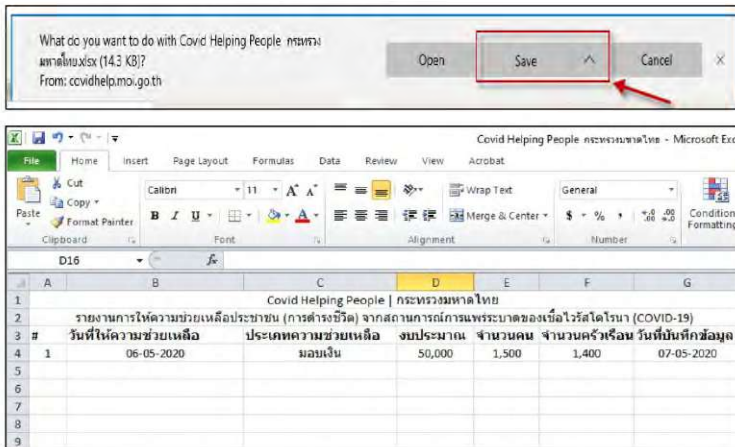 What do you want to do with Covid Helping People กระทรวง
มหาดไทย.xlsx (14.3 KB)?
From: covidhelp.moi.go.th
Open
Save
Cancel
Covid Helping People กระทรวงมหาดไทย - Microsoft Exc
File Home Insert Page Layout Formulas Data Review View Acrobat
Cut
Copy
Format Painter
Paste
Clipboard
Calibri 11
B I U
Font
Wrap Text
Merge & Center
Alignment
General
$ % ,
Number
Condition
Formatting
D16 fx
A B C D E F G
1 Covid Helping People | กระทรวงมหาดไทย
2 รายงานการให้ความช่วยเหลือประชาชน (การดำรงชีวิต) จากสถานการณ์การแพร่ระบาดของเชื้อไวรัสโคโรนา (COVID-19)
3 # วันที่ให้ความช่วยเหลือ ประเภทความช่วยเหลือ งบประมาณ จำนวนคน จำนวนครัวเรือน วันที่บันทึกข้อมูล
4 1 06-05-2020 มอบเงิน 50,000 1,500 1,400 07-05-2020
5
6
7
8
9